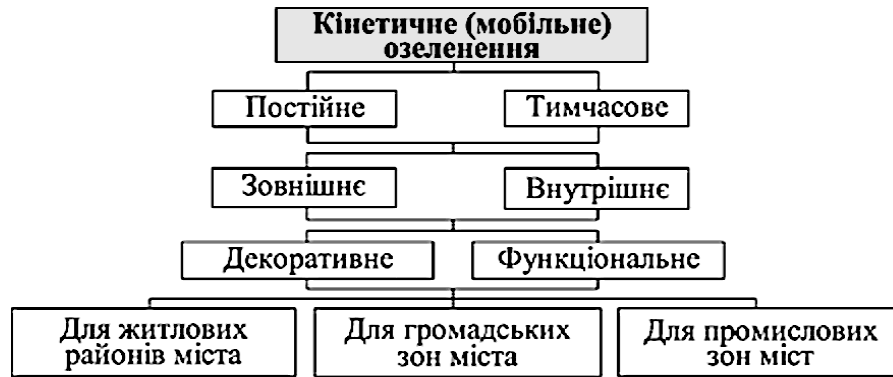 Кінетичне (мобільне)
озеленення
Постійне
Тимчасове
Зовнішнє
Внутрішнє
Декоративне
Функціональне
Для житлових
районів міста
Для громадських
зон міста
Для промислових
зон міст